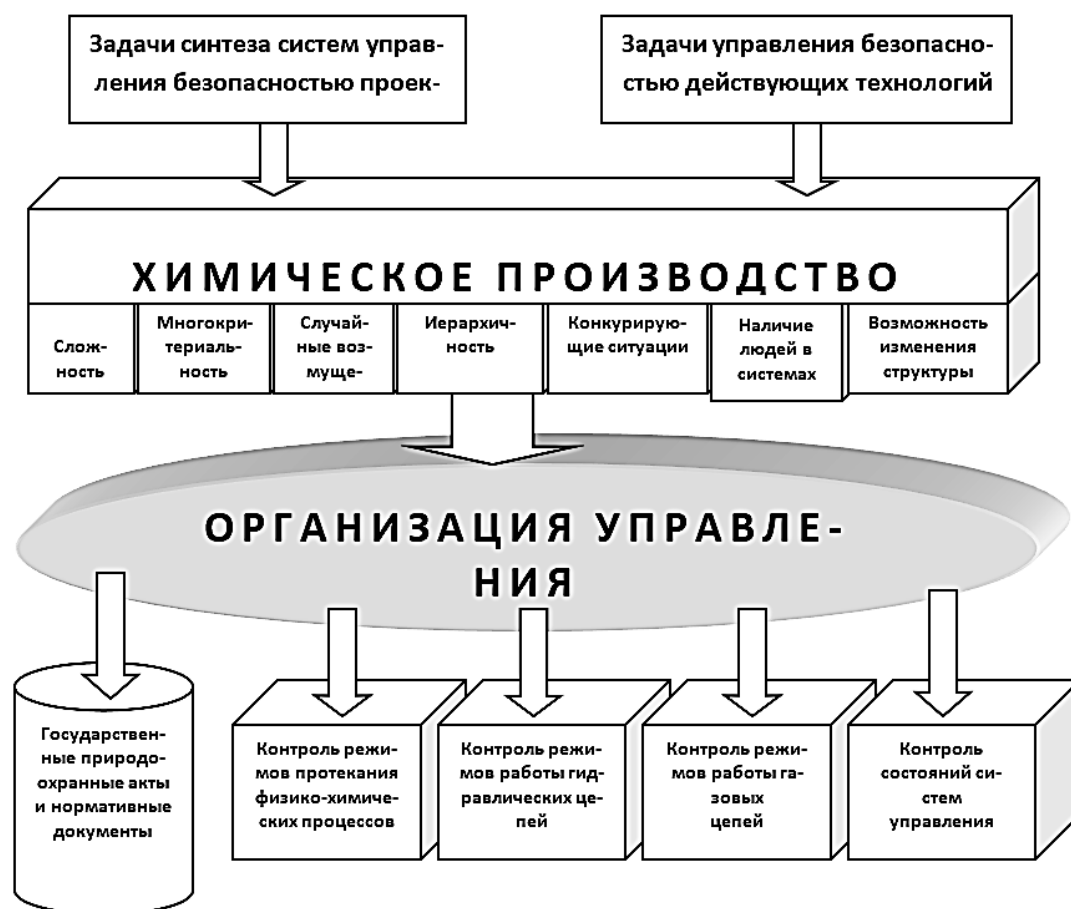 Задачи синтеза систем управ-
ления безопасностью проек-
Задачи управления безопасно-
стью действующих технологий
ХИМИЧЕСКОЕ ПРОИЗВОДСТВО
Слож-
ность
Многокри-
териаль-
ность
Случай-
ные воз-
муще-
Иерархич-
ность
Конкурирую-
щие ситуации
Наличие
людей в
системах
Возможность
изменения
структуры
ОРГАНИЗАЦИЯ УПРАВЛЕ-
НИЯ
Государствен-
ные природо-
охранные акты
и нормативные
документы
Контроль режи-
мов протекания
физико-химиче-
ских процессов
Контроль режи-
мов работы гид-
равлических це-
пей
Контроль режи-
мов работы га-
зовых
цепей
Контроль
состояний си-
стем
управления